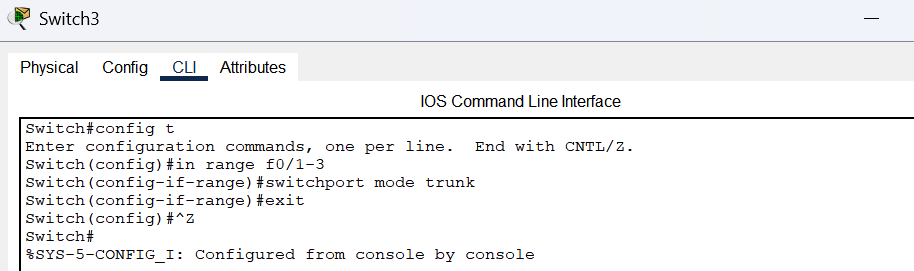 Switch3
Physical Config CLI Attributes
IOS Command Line Interface
Switch#config t
Enter configuration commands, one per line.  End with CNTL/Z.
Switch(config)#in range f0/1-3
Switch(config-if-range)#switchport mode trunk
Switch(config-if-range)#exit
Switch(config)#^Z
Switch#
%SYS-5-CONFIG_I: Configured from console by console